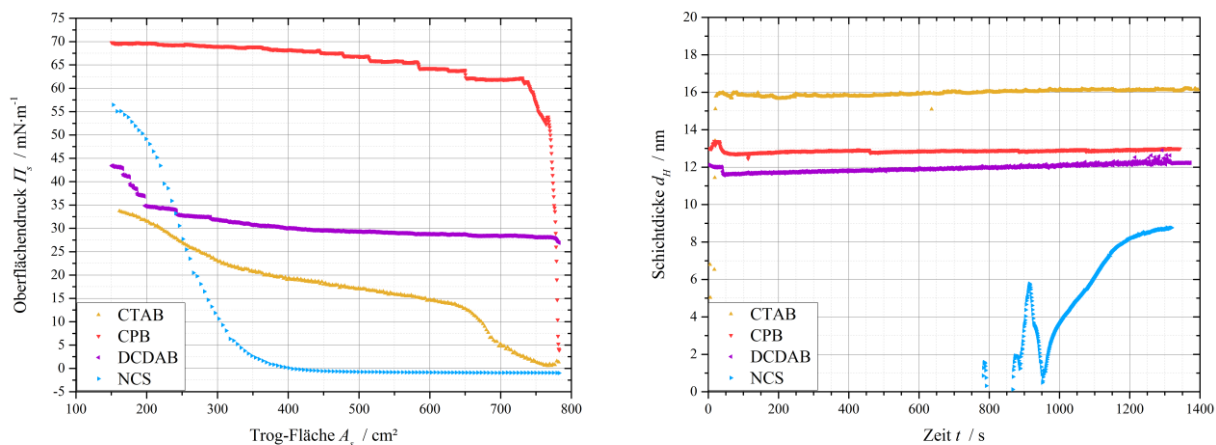 75
70
65
60
55
50
45
40
35
30
25
20
15
10
5
0
-5
Oberflächendruck Πs / mN·m⁻¹
CTAB
CPB
DCDAB
NCS
100 200 300 400 500 600 700 800
Trog-Fläche As / cm²
20
18
16
14
12
10
8
6
4
2
0
Schichtdicke dH / nm
CTAB
CPB
DCDAB
NCS
0 200 400 600 800 1000 1200 1400
Zeit t / s